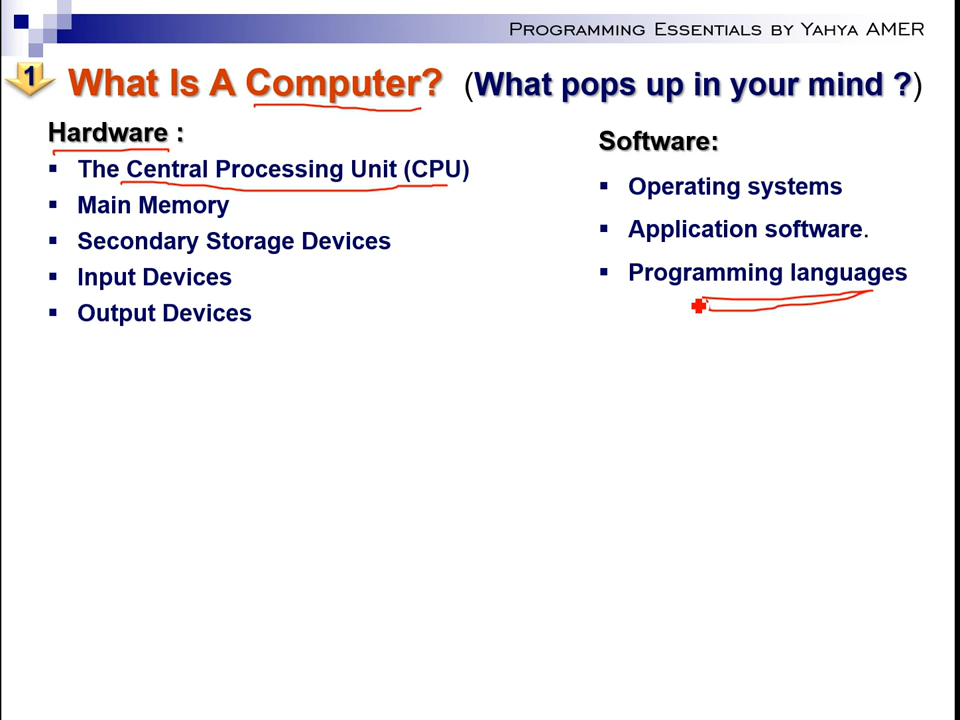 PROGRAMMING ESSENTIALS BY YAHYA AMER
1
What Is A Computer? (What pops up in your mind ?)
Hardware :
▪ The Central Processing Unit (CPU)
▪ Main Memory
▪ Secondary Storage Devices
▪ Input Devices
▪ Output Devices
Software:
▪ Operating systems
▪ Application software.
▪ Programming languages